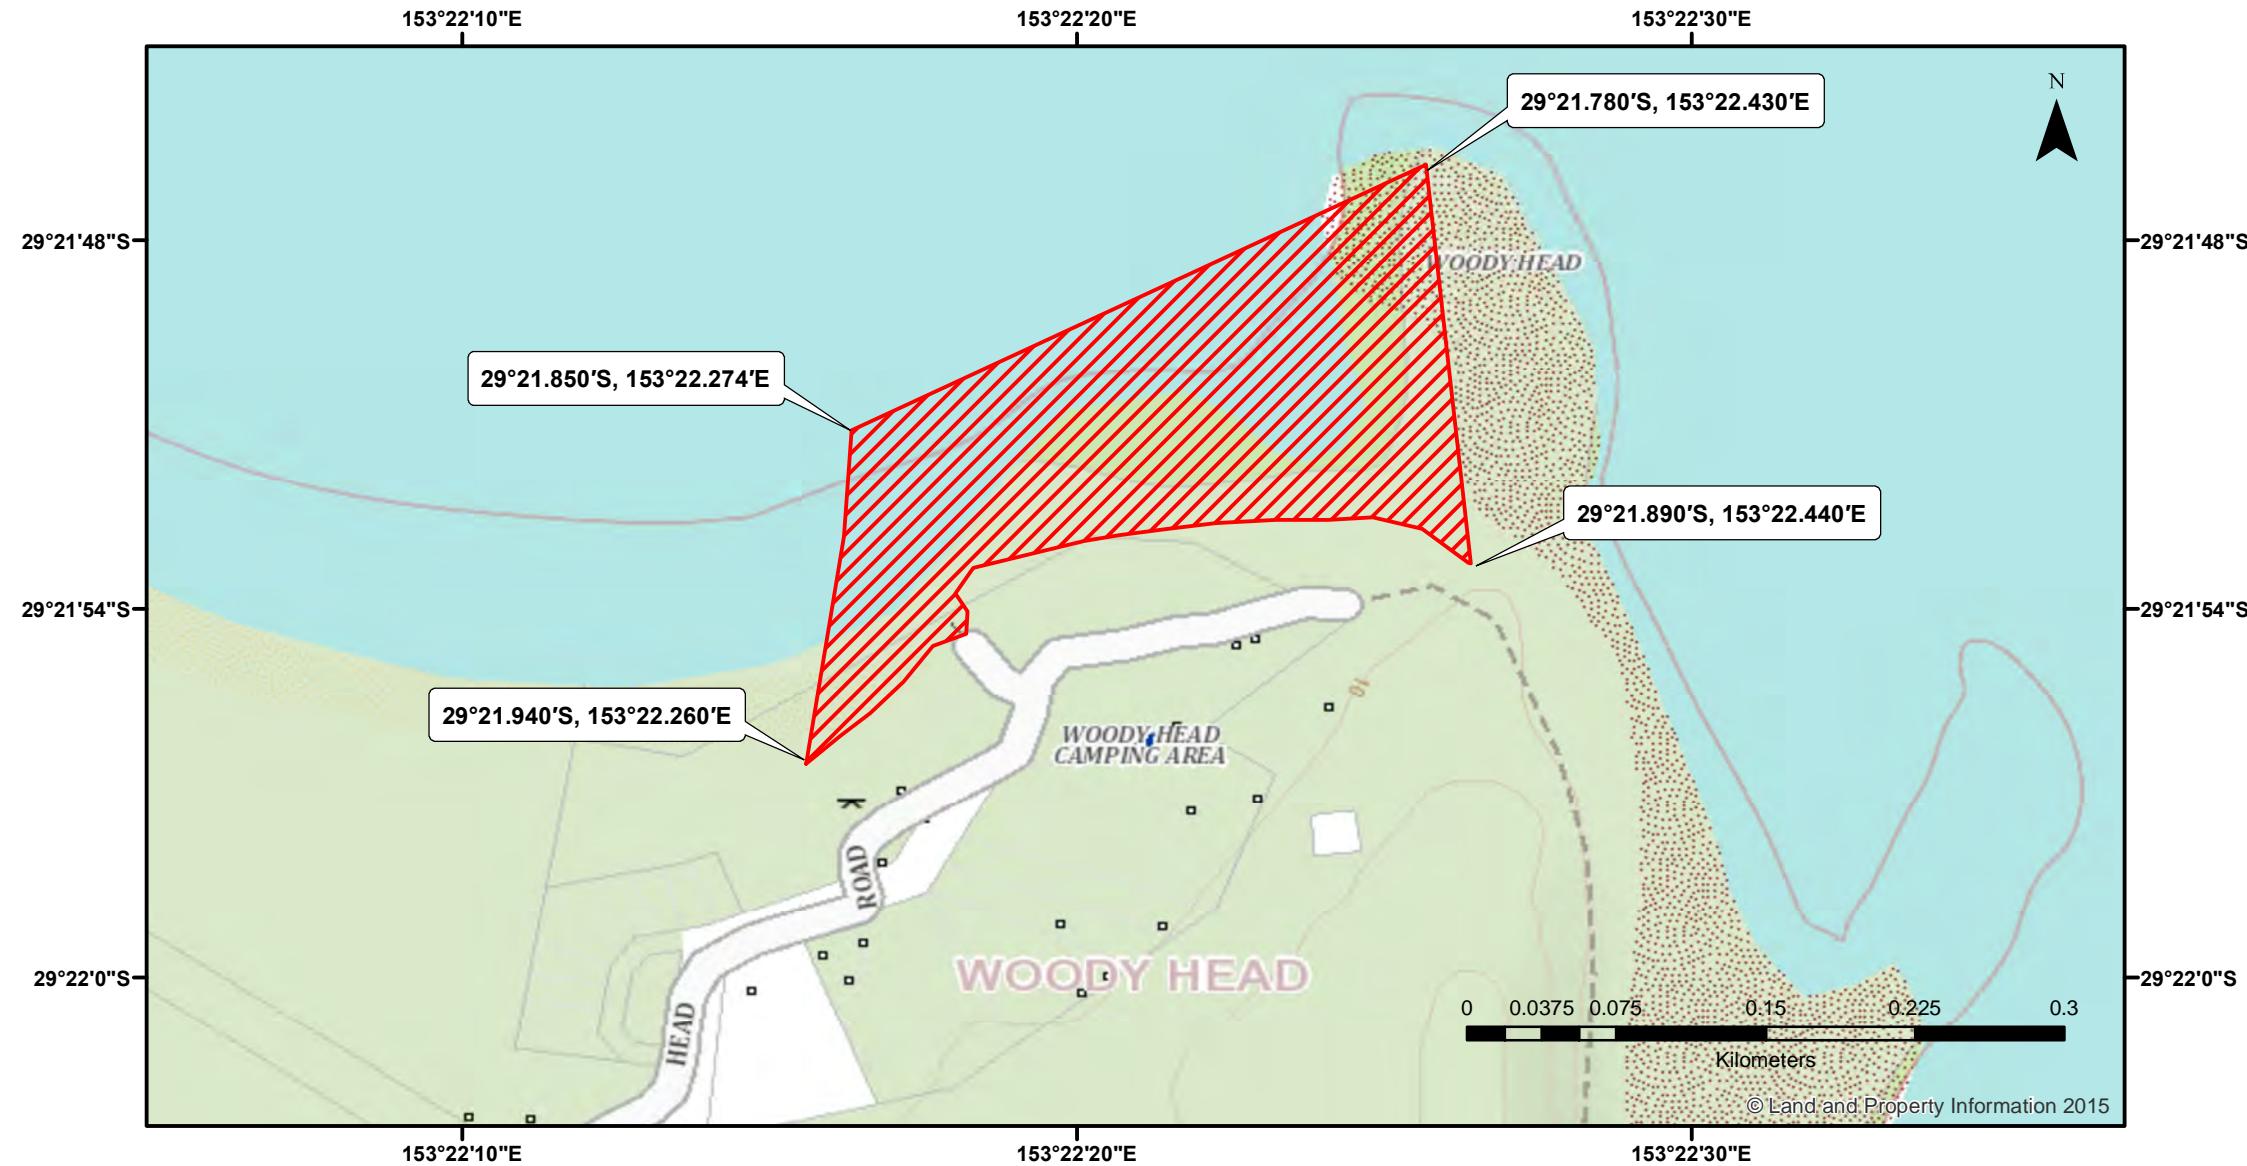 153°22'10"E
153°22'20"E
153°22'30"E
N
29°21.780'S, 153°22.430'E
29°21'48"S
29°21'48"S
WOODY HEAD
29°21.850'S, 153°22.274'E
29°21.890'S, 153°22.440'E
29°21'54"S
29°21'54"S
10
29°21.940'S, 153°22.260'E
WOODY HEAD
CAMPING AREA
ROAD
WOODY HEAD
29°22'0"S
29°22'0"S
HEAD
0 0.0375 0.075 0.15 0.225 0.3
Kilometers
© Land and Property Information 2015
153°22'10"E
153°22'20"E
153°22'30"E